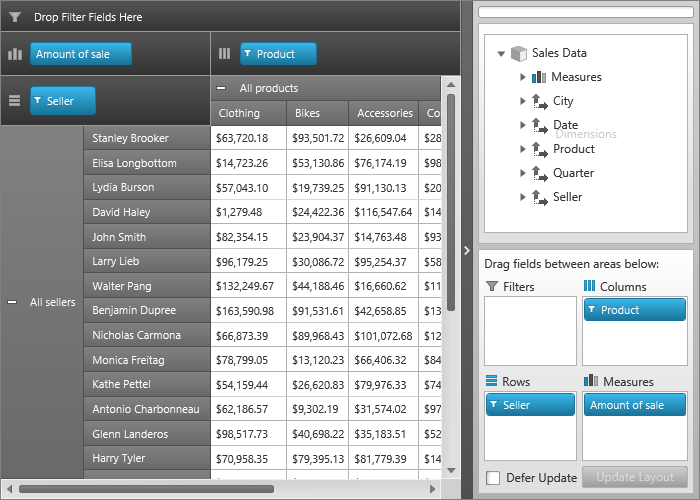 Drop Filter Fields Here
Amount of sale
Product
Seller
All products
Clothing Bikes Accessories Co
All sellers
Stanley Brooker $63,720.18 $93,501.72 $26,609.04 $28
Elisa Longbottom $14,723.26 $53,130.86 $76,174.19 $98
Lydia Burson $57,043.10 $19,739.25 $91,130.13 $20
David Haley $1,279.48 $24,422.36 $116,547.64 $14
John Smith $82,354.15 $23,904.37 $14,763.48 $93
Larry Lieb $96,179.25 $30,086.72 $95,254.37 $58
Walter Pang $132,249.67 $44,188.46 $16,660.62 $11
Benjamin Dupree $163,590.98 $91,531.61 $42,658.85 $13
Nicholas Carmona $66,873.39 $89,968.43 $101,072.68 $12
Monica Freitag $78,799.05 $13,120.23 $66,406.32 $84
Kathe Pettel $54,159.44 $26,620.83 $79,976.33 $74
Antonio Charbonneau $62,186.57 $9,302.19 $31,574.02 $97
Glenn Landeros $98,517.73 $40,698.22 $35,183.51 $52
Harry Tyler $70,958.35 $79,395.13 $81,779.39 $14
Sales Data
Measures
City
Date
Dimensions
Product
Quarter
Seller
Drag fields between areas below:
Filters
Columns
Product
Rows
Measures
Seller
Amount of sale
Defer Update
Update Layout